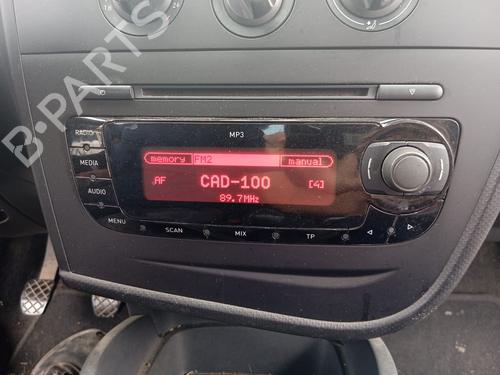 B-PARTS
MP3
RADIO
memory FM2 manual
MEDIA
AF CAD-100 [4]
AUDIO
89.7MHz
MENU SCAN MIX TP